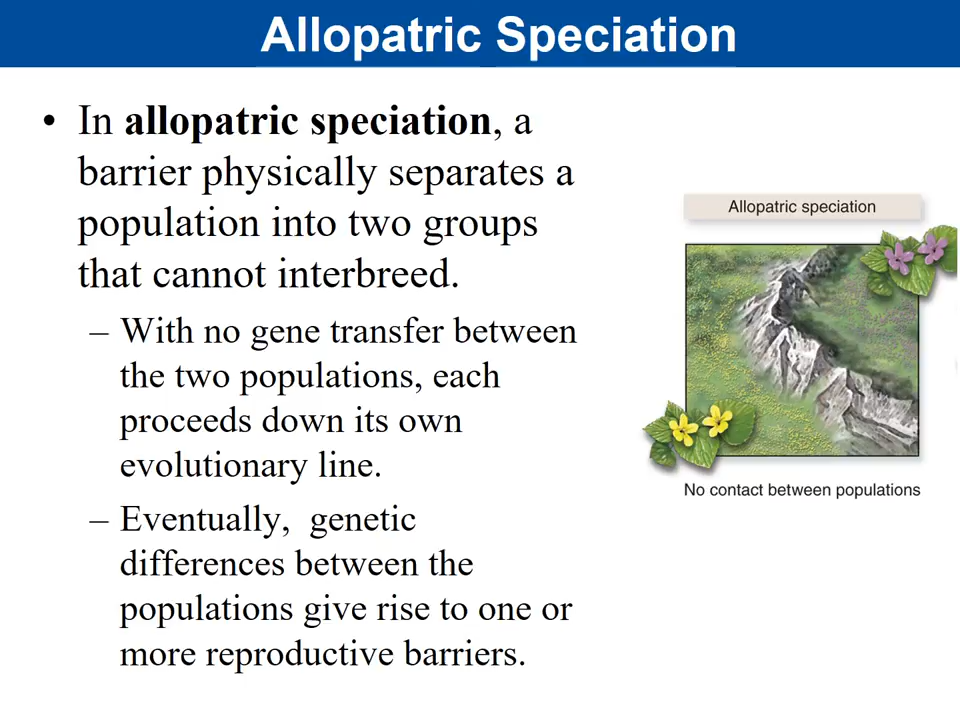 Allopatric Speciation
• In allopatric speciation, a
barrier physically separates a
population into two groups
that cannot interbreed.
– With no gene transfer between
the two populations, each
proceeds down its own
evolutionary line.
– Eventually,  genetic
differences between the
populations give rise to one or
more reproductive barriers.
Allopatric speciation
No contact between populations